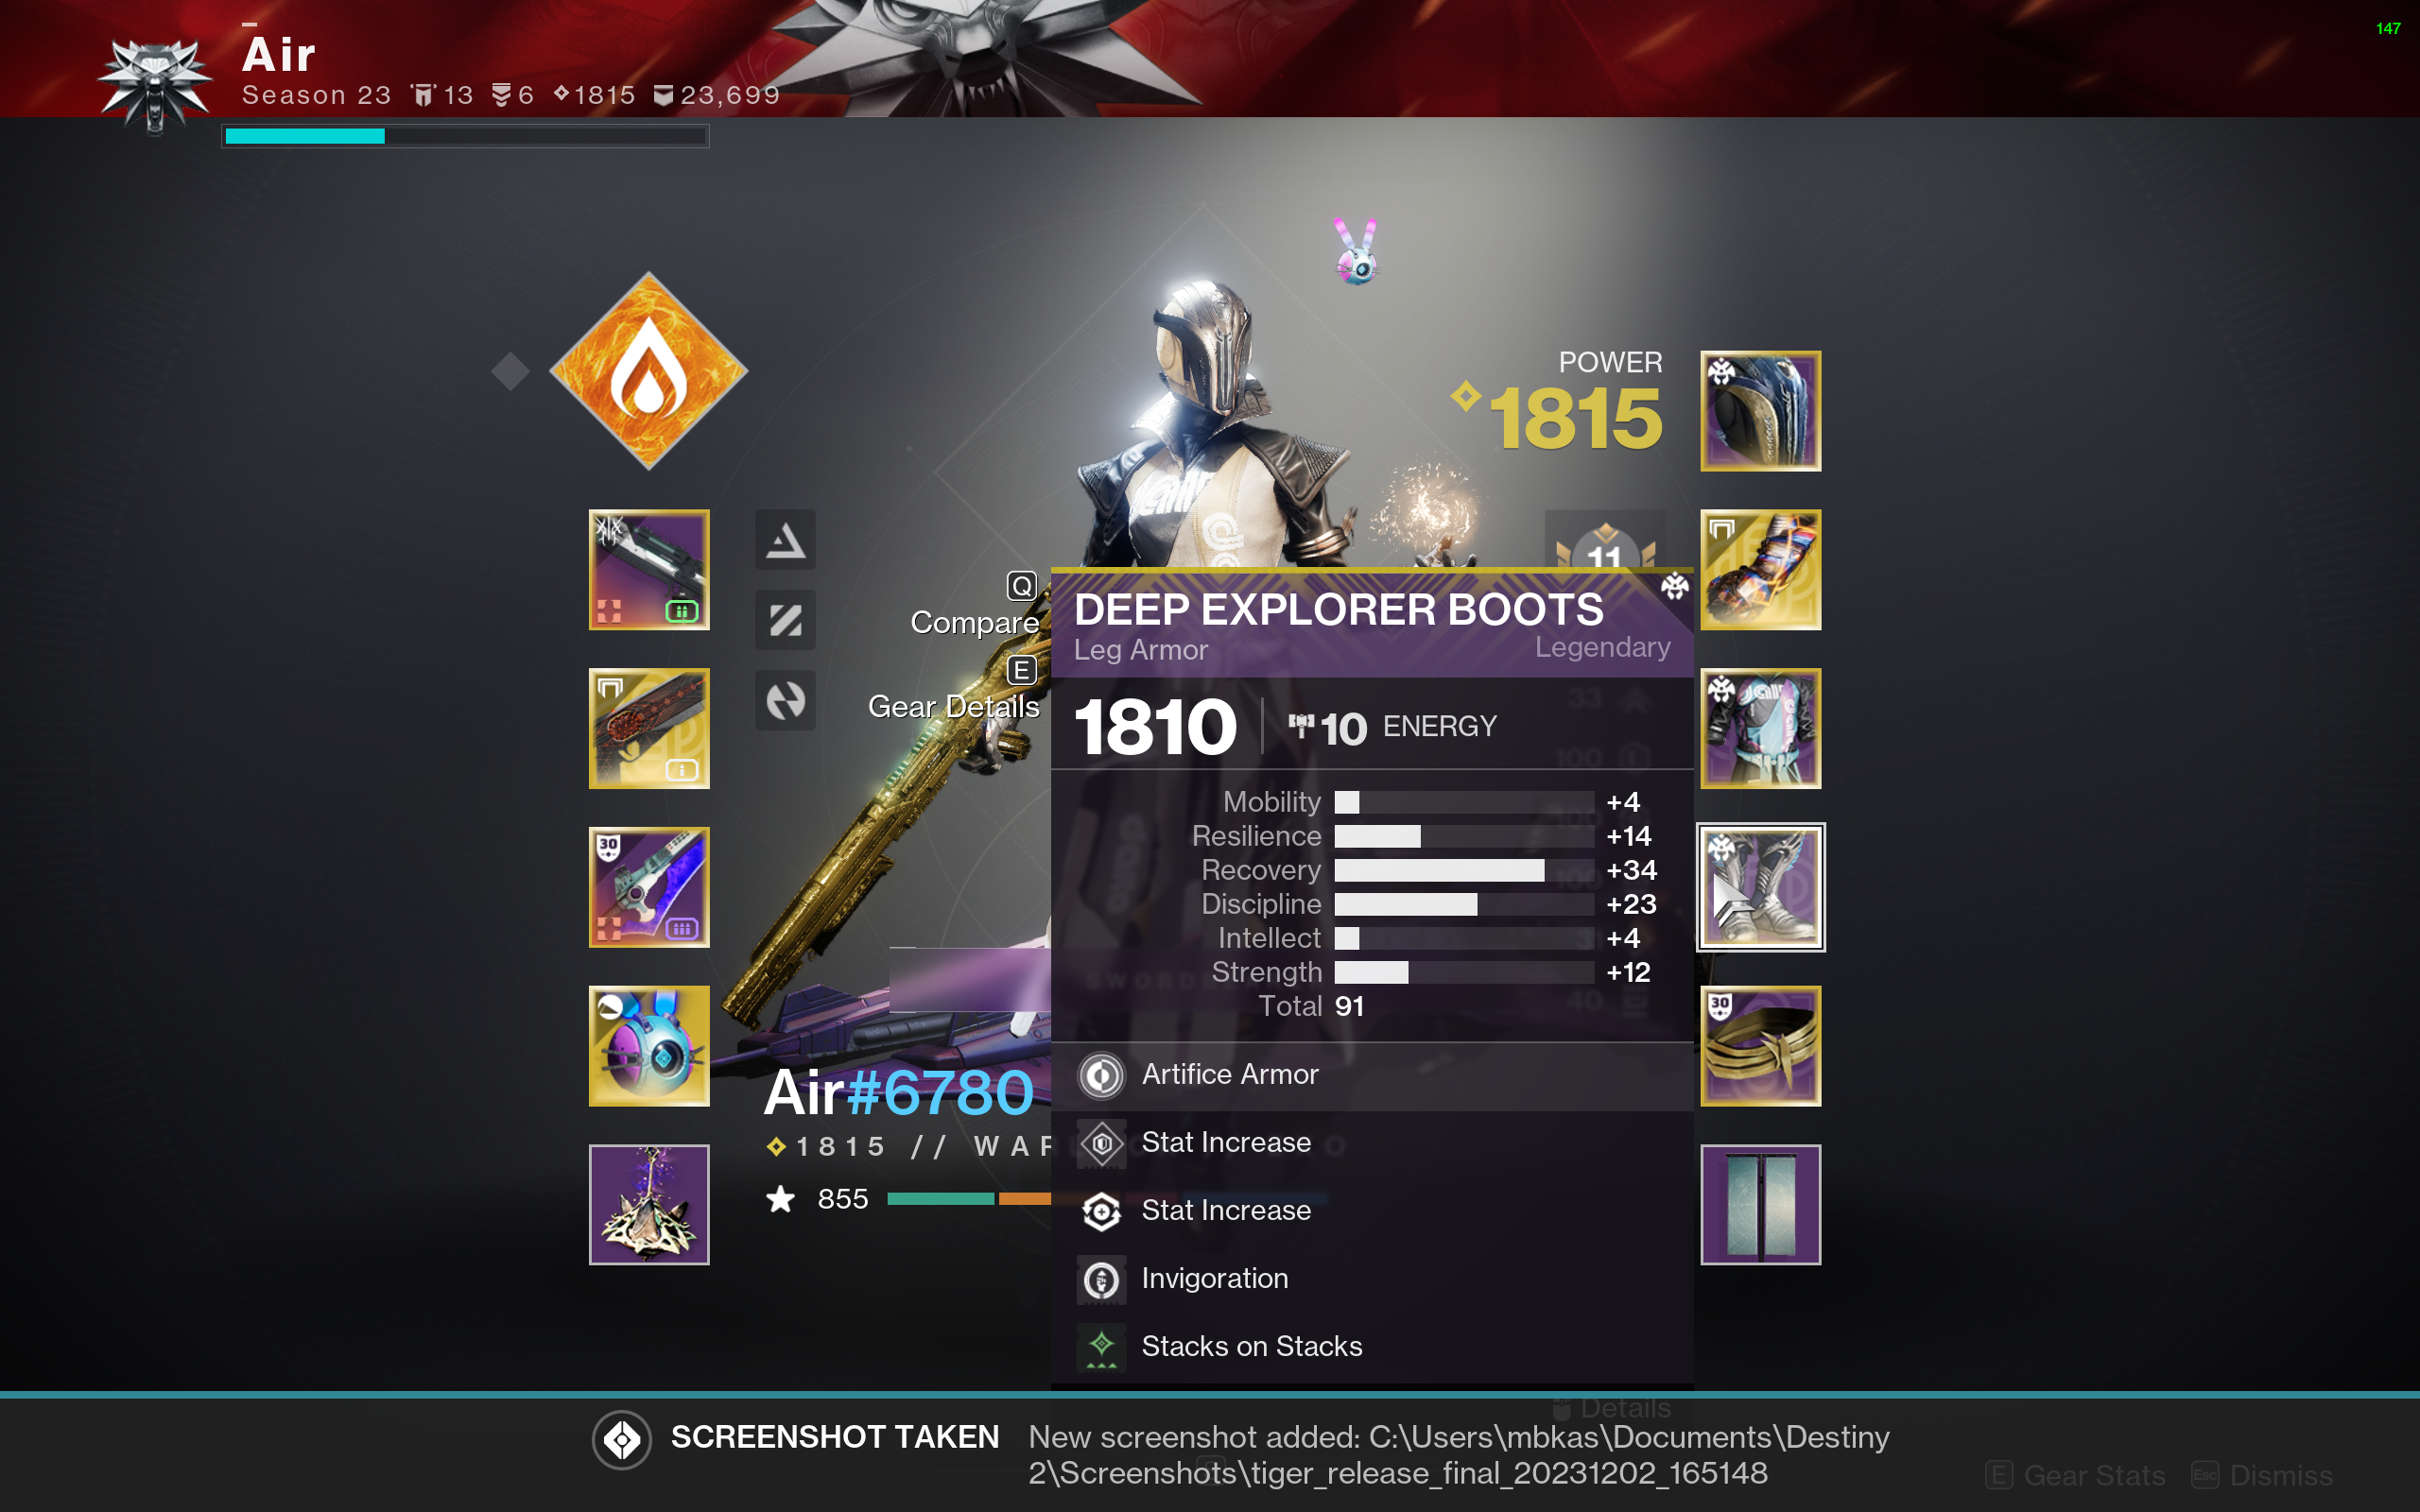 147
Air
Season 23 13 6 1815 23,699
POWER
1815
11
Q
Compare
E
Gear Details
DEEP EXPLORER BOOTS
Leg Armor Legendary
1810 10 ENERGY
33
100
Mobility +4
Resilience +14
Recovery +34
Discipline +23
Intellect +4
Strength +12
Total 91
40
30
30
Artifice Armor
Stat Increase
Stat Increase
Invigoration
Stacks on Stacks
Air#6780
1815 // WAR
855
Details
SCREENSHOT TAKEN
New screenshot added: C:\Users\mbkas\Documents\Destiny
2\Screenshots\tiger_release_final_20231202_165148
E Gear Stats Esc Dismiss